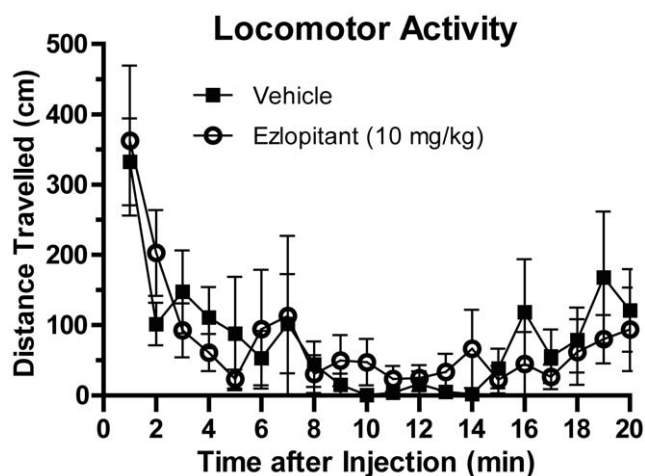 Locomotor Activity
Vehicle
Ezlopitant (10 mg/kg)
Distance Travelled (cm)
500
400
300
200
100
0
0 2 4 6 8 10 12 14 16 18 20
Time after Injection (min)